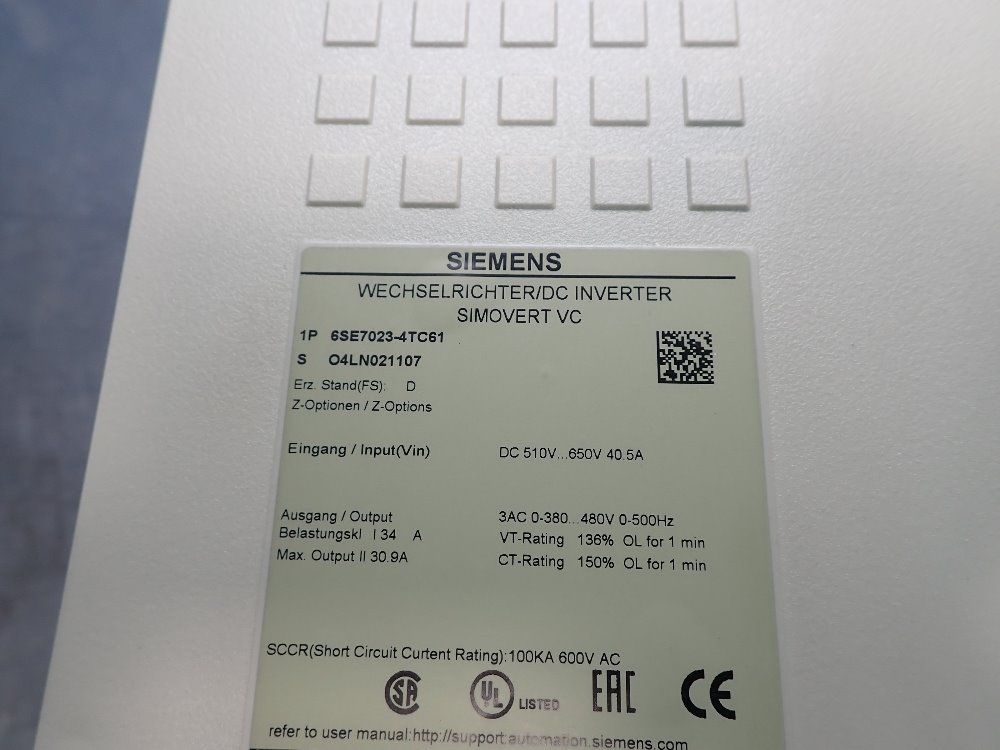 SIEMENS
WECHSELRICHTER/DC INVERTER
SIMOVERT VC
1P 6SE7023-4TC61
S O4LN021107
Erz. Stand(FS): D
Z-Optionen / Z-Options
Eingang / Input(Vin) DC 510V...650V 40.5A
Ausgang / Output 3AC 0-380...480V 0-500Hz
Belastungskl I 34 A VT-Rating 136% OL for 1 min
Max. Output II 30.9A CT-Rating 150% OL for 1 min
SCCR(Short Circuit Curtent Rating):100KA 600V AC
SA UL LISTED EAC CE
refer to user manual:http://support.automation.siemens.com